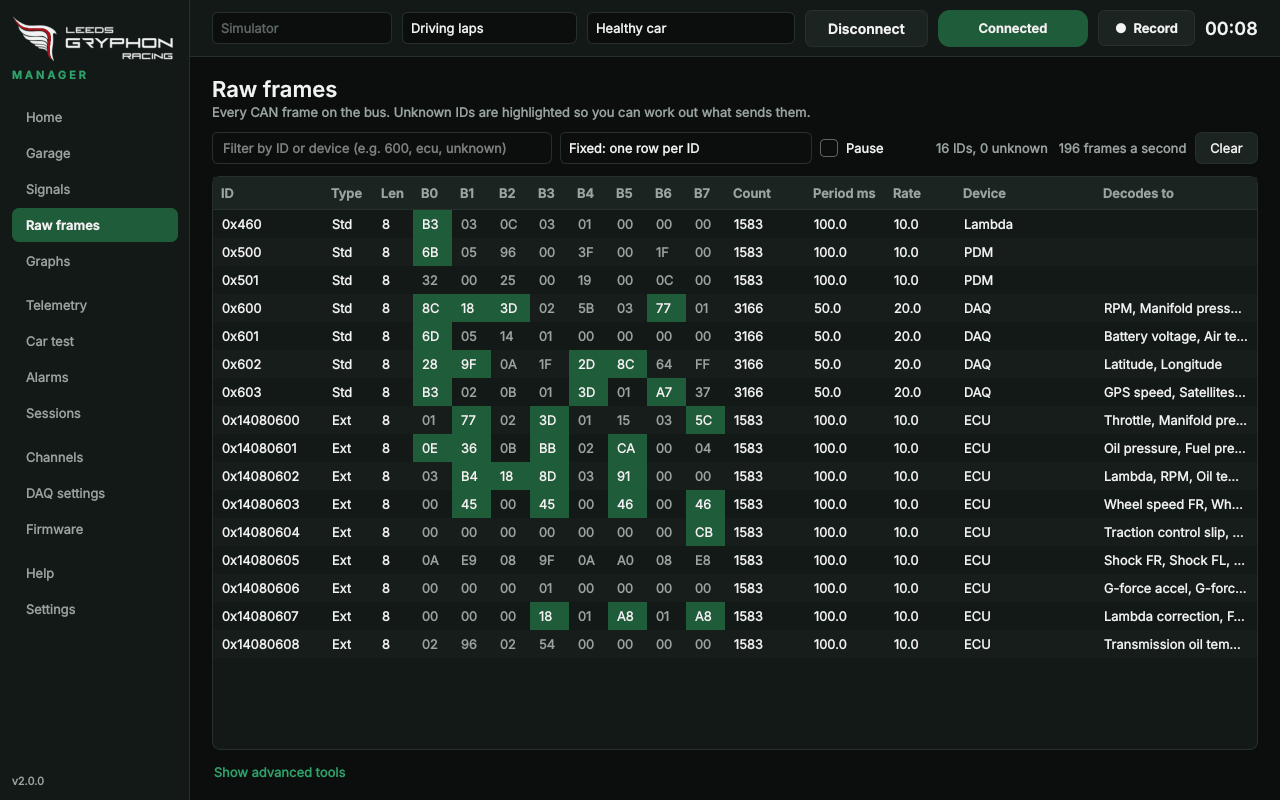 LEEDS
GRYPHON
RACING
MANAGER
Home
Garage
Signals
Raw frames
Graphs
Telemetry
Car test
Alarms
Sessions
Channels
DAQ settings
Firmware
Help
Settings
v2.0.0
Simulator Driving laps Healthy car Disconnect Connected Record 00:08
Raw frames
Every CAN frame on the bus. Unknown IDs are highlighted so you can work out what sends them.
Filter by ID or device (e.g. 600, ecu, unknown) Fixed: one row per ID Pause 16 IDs, 0 unknown 196 frames a second Clear
ID Type Len B0 B1 B2 B3 B4 B5 B6 B7 Count Period ms Rate Device Decodes to
0x460 Std 8 B3 03 0C 03 01 00 00 00 1583 100.0 10.0 Lambda
0x500 Std 8 6B 05 96 00 3F 00 1F 00 1583 100.0 10.0 PDM
0x501 Std 8 32 00 25 00 19 00 0C 00 1583 100.0 10.0 PDM
0x600 Std 8 8C 18 3D 02 5B 03 77 01 3166 50.0 20.0 DAQ RPM, Manifold press...
0x601 Std 8 6D 05 14 01 00 00 00 00 3166 50.0 20.0 DAQ Battery voltage, Air te...
0x602 Std 8 28 9F 0A 1F 2D 8C 64 FF 3166 50.0 20.0 DAQ Latitude, Longitude
0x603 Std 8 B3 02 0B 01 3D 01 A7 37 3166 50.0 20.0 DAQ GPS speed, Satellites...
0x14080600 Ext 8 01 77 02 3D 01 15 03 5C 1583 100.0 10.0 ECU Throttle, Manifold pre...
0x14080601 Ext 8 0E 36 0B BB 02 CA 00 04 1583 100.0 10.0 ECU Oil pressure, Fuel pre...
0x14080602 Ext 8 03 B4 18 8D 03 91 00 00 1583 100.0 10.0 ECU Lambda, RPM, Oil te...
0x14080603 Ext 8 00 45 00 45 00 46 00 46 1583 100.0 10.0 ECU Wheel speed FR, Wh...
0x14080604 Ext 8 00 00 00 00 00 00 00 CB 1583 100.0 10.0 ECU Traction control slip, ...
0x14080605 Ext 8 0A E9 08 9F 0A A0 08 E8 1583 100.0 10.0 ECU Shock FR, Shock FL, ...
0x14080606 Ext 8 00 00 00 01 00 00 00 00 1583 100.0 10.0 ECU G-force accel, G-forc...
0x14080607 Ext 8 00 00 00 18 01 A8 01 A8 1583 100.0 10.0 ECU Lambda correction, F...
0x14080608 Ext 8 02 96 02 54 00 00 00 00 1583 100.0 10.0 ECU Transmission oil tem...
Show advanced tools